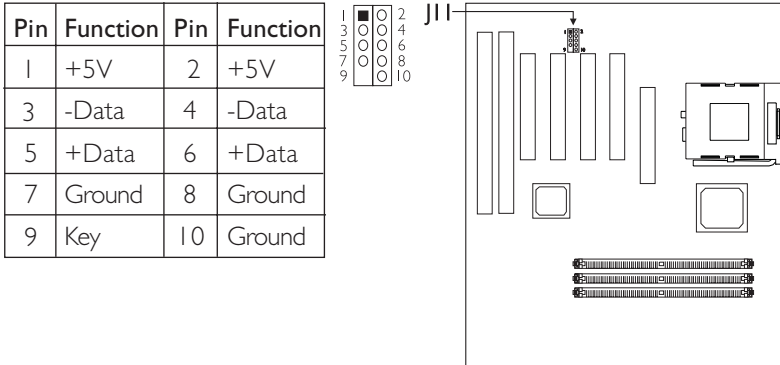 Pin Function Pin Function
1 +5V 2 +5V
3 -Data 4 -Data
5 +Data 6 +Data
7 Ground 8 Ground
9 Key 10 Ground
1 2
3 4
5 6
7 8
9 10
J11